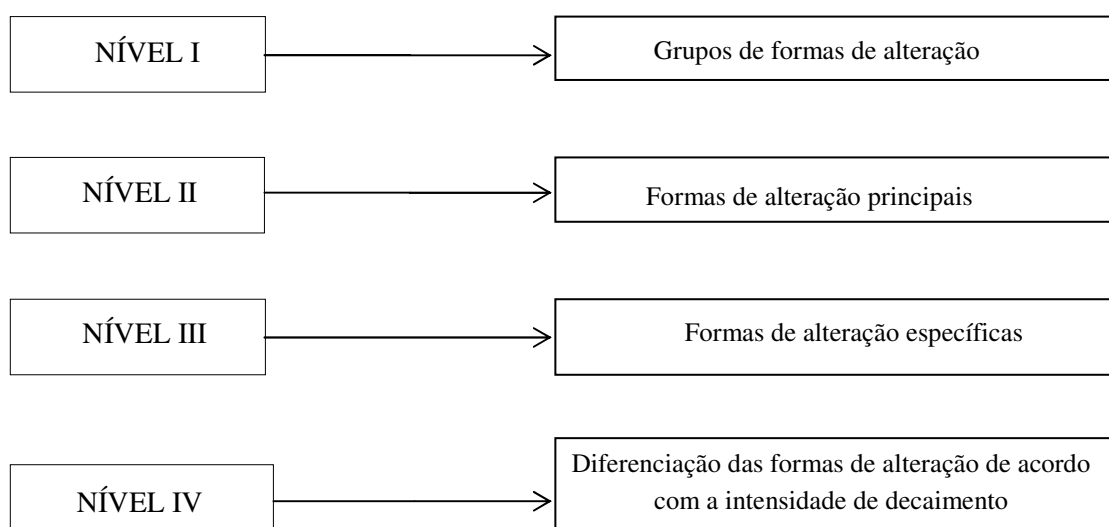 NÍVEL I
Grupos de formas de alteração
NÍVEL II
Formas de alteração principais
NÍVEL III
Formas de alteração específicas
NÍVEL IV
Diferenciação das formas de alteração de acordo
com a intensidade de decaimento